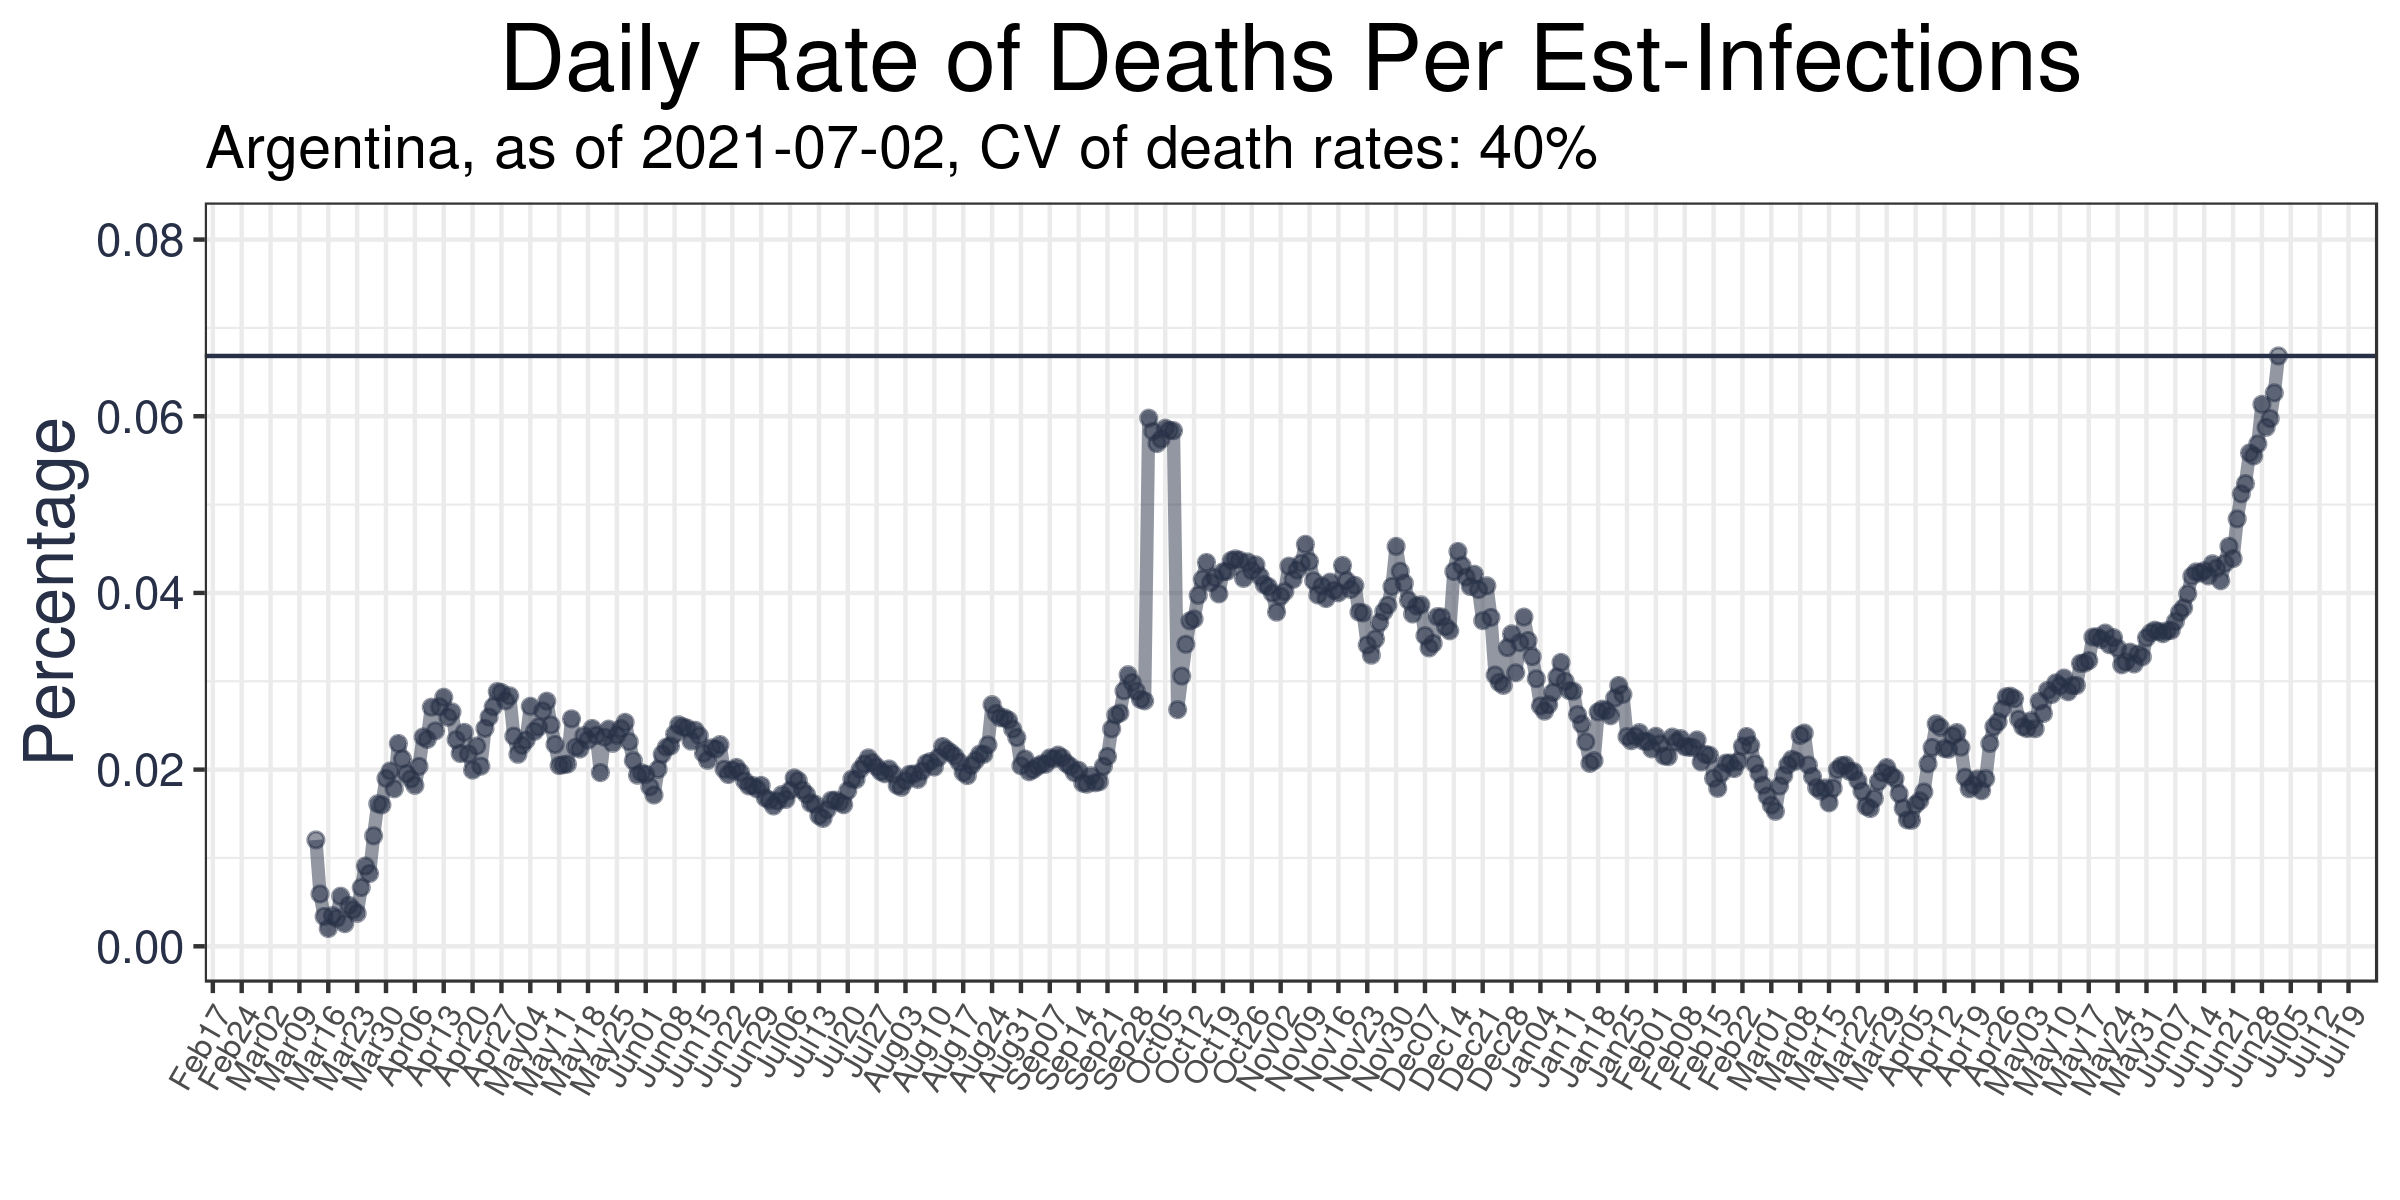 Daily Rate of Deaths Per Est-Infections
Argentina, as of 2021-07-02, CV of death rates: 40%
Percentage
0.08
0.06
0.04
0.02
0.00
Feb17
Feb24
Mar02
Mar09
Mar16
Mar23
Mar30
Apr06
Apr13
Apr20
Apr27
May04
May11
May18
May25
Jun01
Jun08
Jun15
Jun22
Jun29
Jul06
Jul13
Jul20
Jul27
Aug03
Aug10
Aug17
Aug24
Aug31
Sep07
Sep14
Sep21
Sep28
Oct05
Oct12
Oct19
Oct26
Nov02
Nov09
Nov16
Nov23
Nov30
Dec07
Dec14
Dec21
Dec28
Jan04
Jan11
Jan18
Jan25
Feb01
Feb08
Feb15
Feb22
Mar01
Mar08
Mar15
Mar22
Mar29
Apr05
Apr12
Apr19
Apr26
May03
May10
May17
May24
May31
Jun07
Jun14
Jun21
Jun28
Jul05
Jul12
Jul19